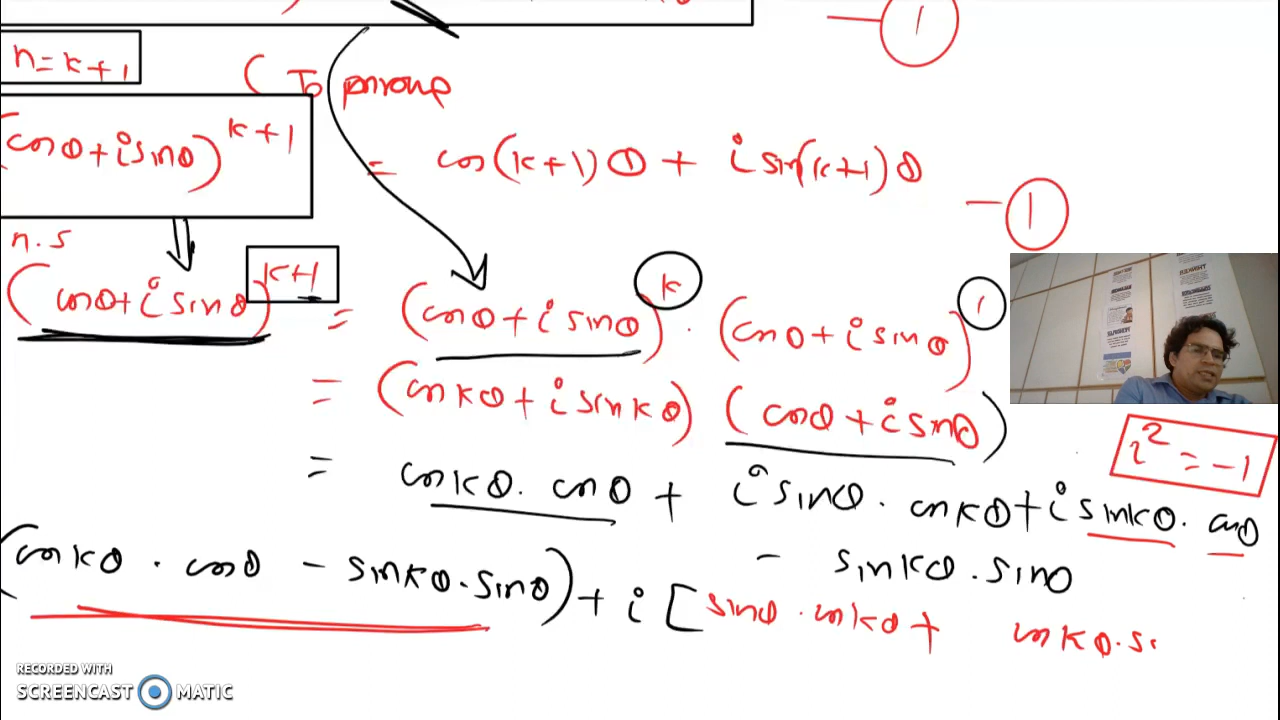 1
n=k+1
( To prove
(cosθ+isinθ)^k+1 = cos(k+1)θ + i sin(k+1)θ
- 1
n.s
(cosθ+isinθ)^k+1 = (cosθ+isinθ)^k . (cosθ+isinθ)^1
= (coskθ+isinkθ) (cosθ+isinθ)
i² = -1
= coskθ. cosθ + isinθ. coskθ+i sinkθ. cosθ
- sinkθ.sinθ
(coskθ . cosθ - sinkθ.sinθ)+i [sinθ.coskθ+ coskθ.s
RECORDED WITH
SCREENCAST MATIC